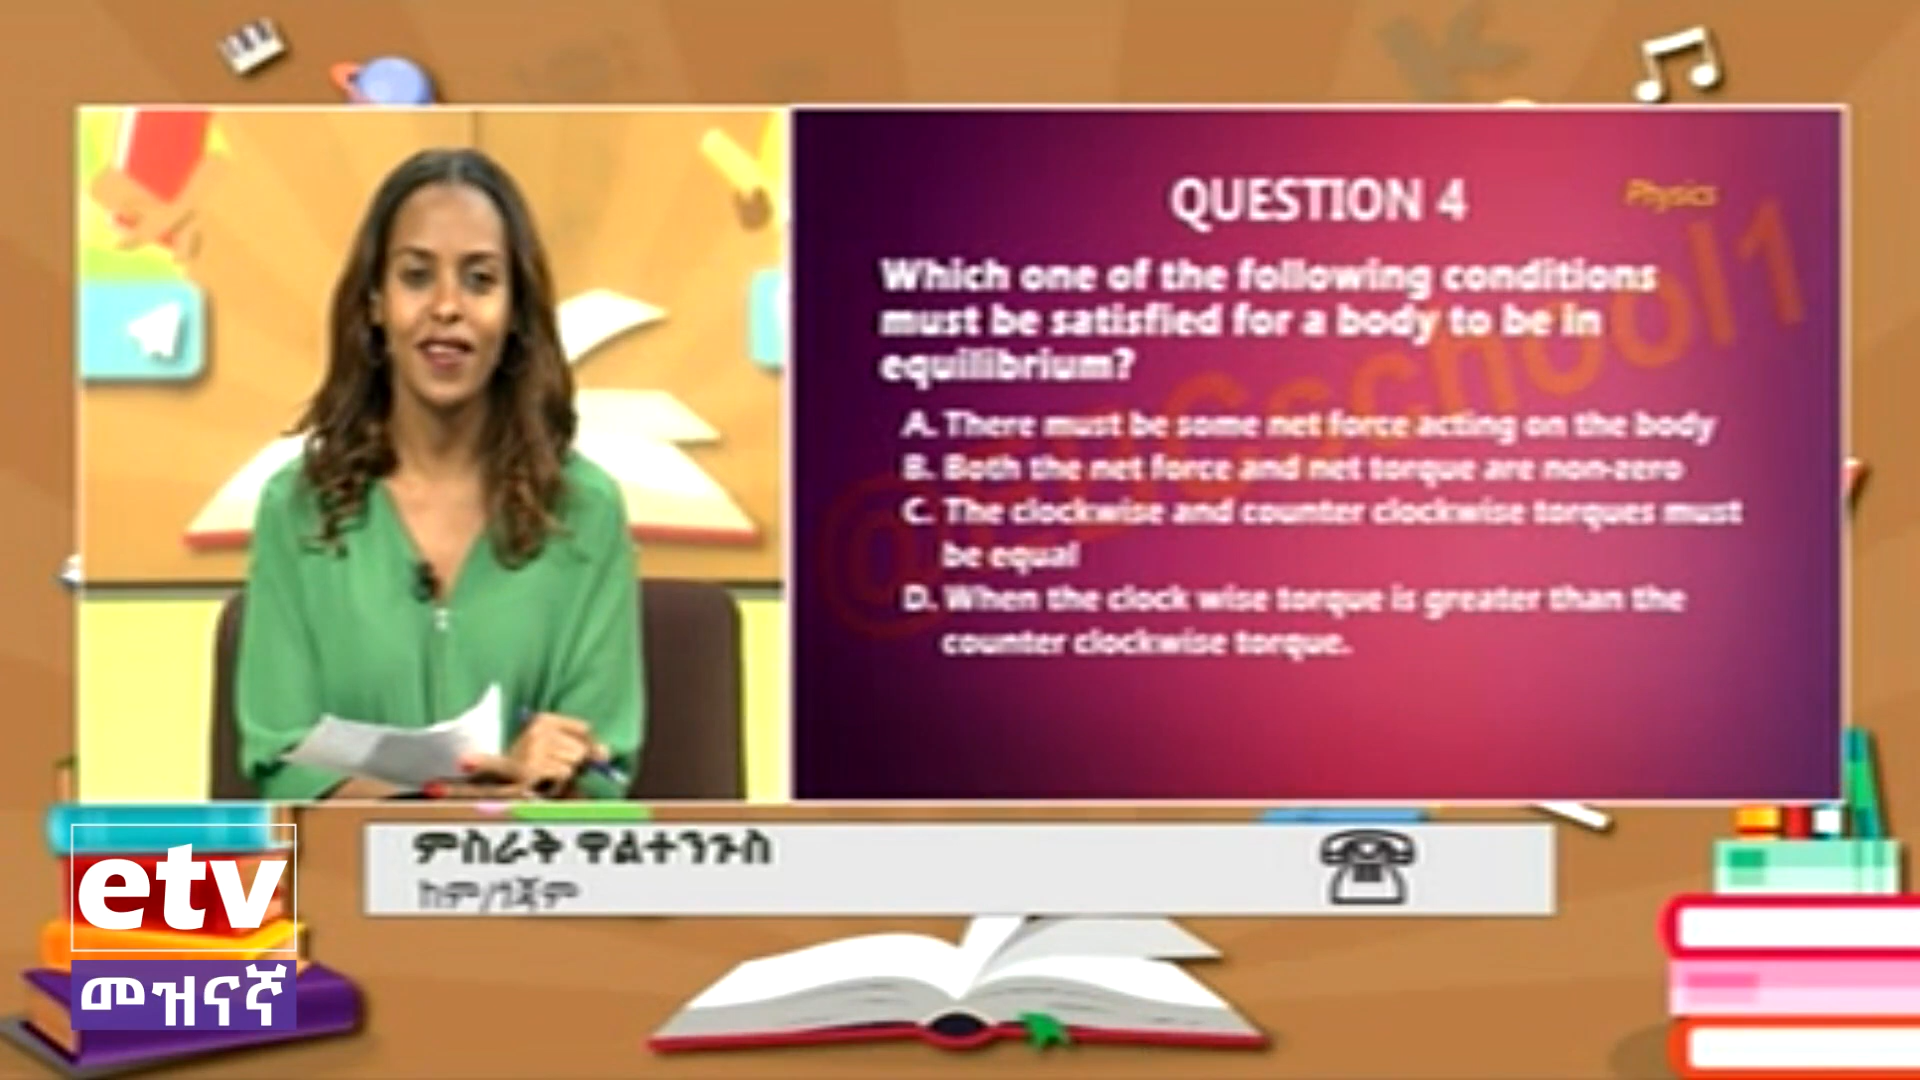 QUESTION 4
Physics
Which one of the following conditions
must be satisfied for a body to be in
equilibrium?
A. There must be some net force acting on the body
B. Both the net force and net torque are non-zero
C. The clockwise and counter clockwise torques must
be equal
D. When the clock wise torque is greater than the
counter clockwise torque.
ምስራቅ ዋልተንጉስ
ከም/ጎጃም
etv
መዝናኛ